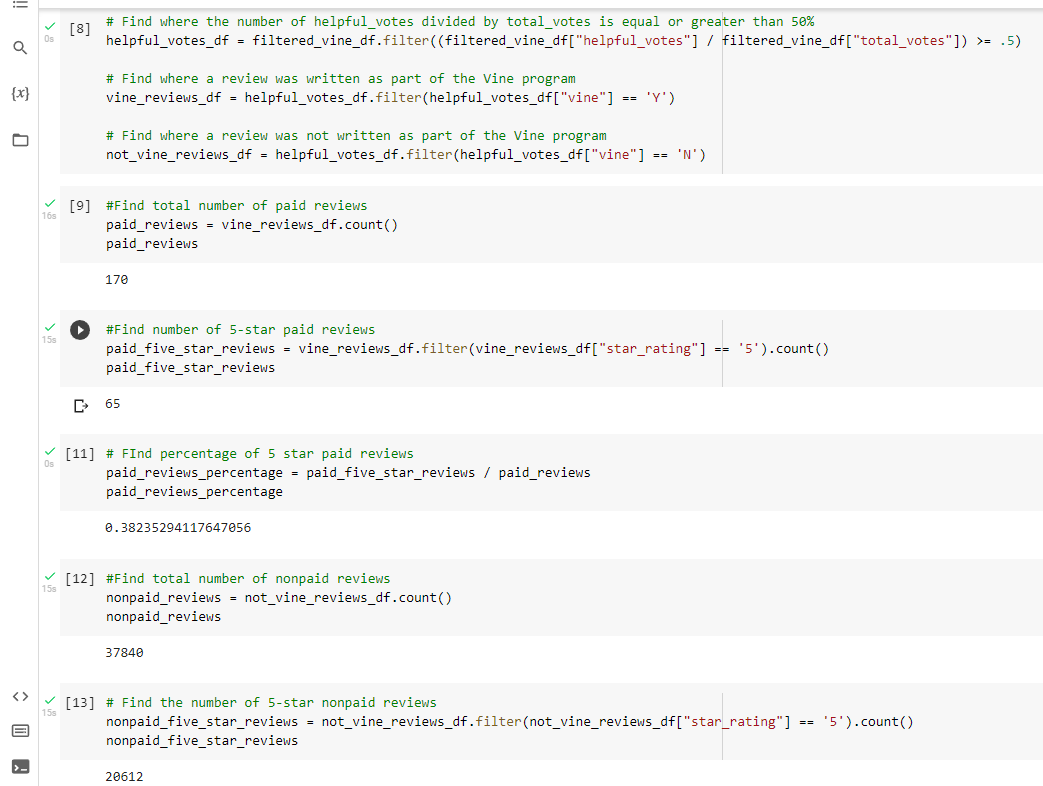 [8] # Find where the number of helpful_votes divided by total_votes is equal or greater than 50%
0s helpful_votes_df = filtered_vine_df.filter((filtered_vine_df["helpful_votes"] / filtered_vine_df["total_votes"]) >= .5)
# Find where a review was written as part of the Vine program
{x} vine_reviews_df = helpful_votes_df.filter(helpful_votes_df["vine"] == 'Y')
# Find where a review was not written as part of the Vine program
not_vine_reviews_df = helpful_votes_df.filter(helpful_votes_df["vine"] == 'N')
[9] #Find total number of paid reviews
16s paid_reviews = vine_reviews_df.count()
paid_reviews
170
#Find number of 5-star paid reviews
15s paid_five_star_reviews = vine_reviews_df.filter(vine_reviews_df["star_rating"] == '5').count()
paid_five_star_reviews
65
[11] # FInd percentage of 5 star paid reviews
0s paid_reviews_percentage = paid_five_star_reviews / paid_reviews
paid_reviews_percentage
0.38235294117647056
[12] #Find total number of nonpaid reviews
15s nonpaid_reviews = not_vine_reviews_df.count()
nonpaid_reviews
37840
[13] # Find the number of 5-star nonpaid reviews
15s nonpaid_five_star_reviews = not_vine_reviews_df.filter(not_vine_reviews_df["star_rating"] == '5').count()
nonpaid_five_star_reviews
20612